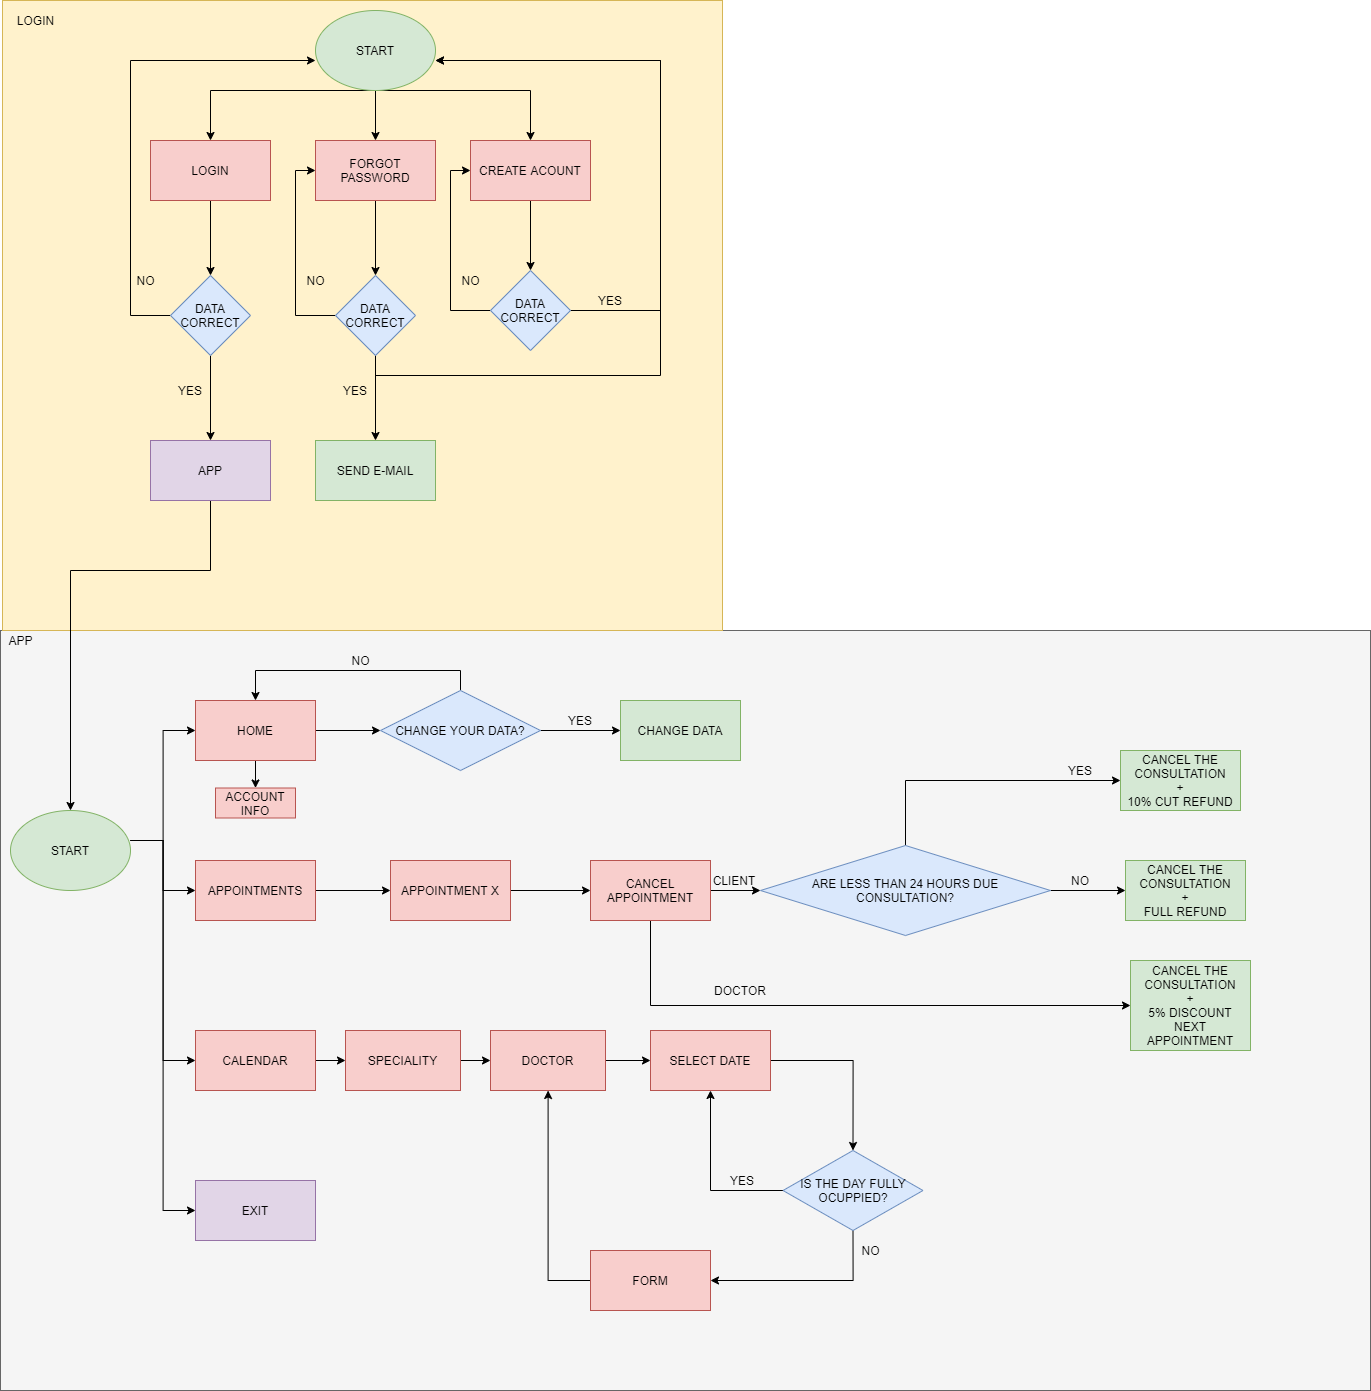 LOGIN
START
LOGIN
FORGOT
PASSWORD
CREATE ACOUNT
NO
NO
NO
DATA
CORRECT
DATA
CORRECT
DATA
CORRECT
YES
YES
YES
APP
SEND E-MAIL
APP
NO
HOME
CHANGE YOUR DATA?
YES
CHANGE DATA
ACCOUNT
INFO
YES
CANCEL THE
CONSULTATION
+
10% CUT REFUND
START
APPOINTMENTS
APPOINTMENT X
CANCEL
APPOINTMENT
CLIENT
ARE LESS THAN 24 HOURS DUE
CONSULTATION?
NO
CANCEL THE
CONSULTATION
+
FULL REFUND
DOCTOR
CANCEL THE
CONSULTATION
+
5% DISCOUNT
NEXT
APPOINTMENT
CALENDAR
SPECIALITY
DOCTOR
SELECT DATE
YES
IS THE DAY FULLY
OCUPPIED?
EXIT
NO
FORM